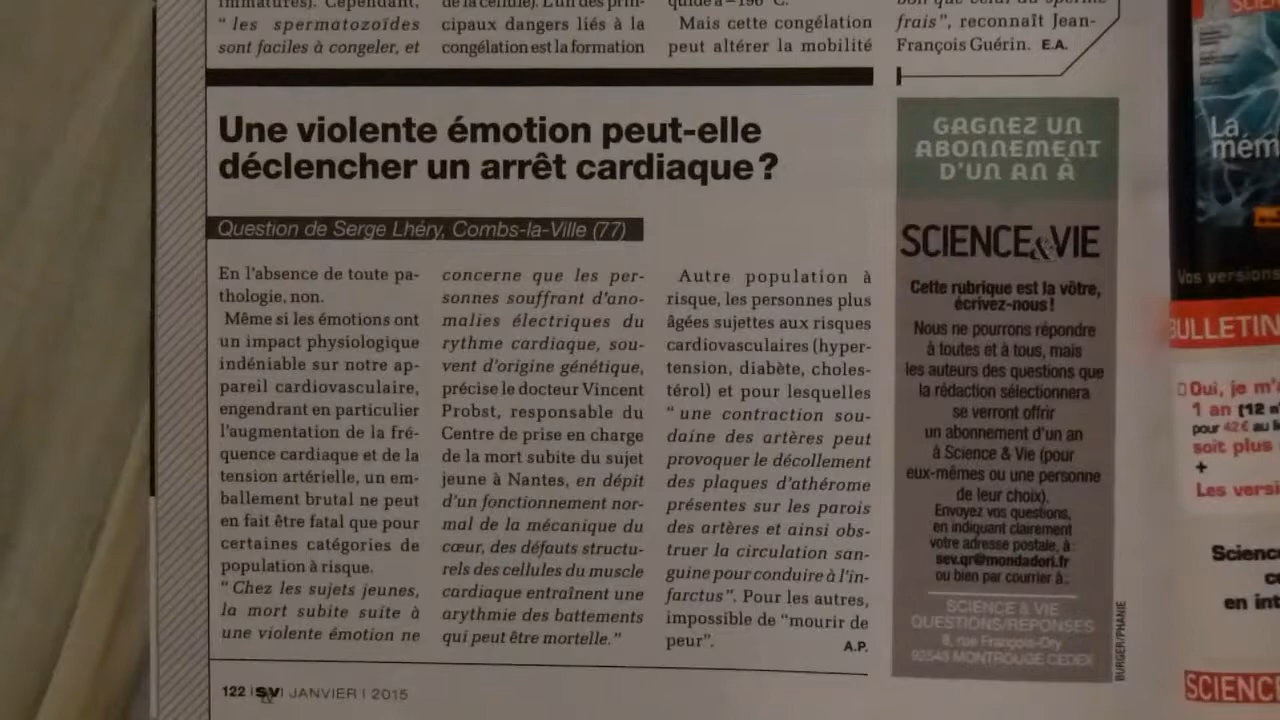 " les spermatozoïdes
sont faciles à congeler, et
cipaux dangers liés à la
congélation est la formation
Mais cette congélation
peut altérer la mobilité
frais", reconnaît Jean-
François Guérin. E.A.
Une violente émotion peut-elle
déclencher un arrêt cardiaque ?
Question de Serge Lhéry, Combs-la-Ville (77)
En l'absence de toute pa-
thologie, non.
Même si les émotions ont
un impact physiologique
indéniable sur notre ap-
pareil cardiovasculaire,
engendrant en particulier
l'augmentation de la fré-
quence cardiaque et de la
tension artérielle, un em-
ballement brutal ne peut
en fait être fatal que pour
certaines catégories de
population à risque.
" Chez les sujets jeunes,
la mort subite suite à
une violente émotion ne
concerne que les per-
sonnes souffrant d'ano-
malies électriques du
rythme cardiaque, sou-
vent d'origine génétique,
précise le docteur Vincent
Probst, responsable du
Centre de prise en charge
de la mort subite du sujet
jeune à Nantes, en dépit
d'un fonctionnement nor-
mal de la mécanique du
cœur, des défauts structu-
rels des cellules du muscle
cardiaque entraînent une
arythmie des battements
qui peut être mortelle."
Autre population à
risque, les personnes plus
âgées sujettes aux risques
cardiovasculaires (hyper-
tension, diabète, choles-
térol) et pour lesquelles
" une contraction sou-
daine des artères peut
provoquer le décollement
des plaques d'athérome
présentes sur les parois
des artères et ainsi obs-
truer la circulation san-
guine pour conduire à l'in-
farctus". Pour les autres,
impossible de "mourir de
peur".
A.P.
122 | S&V | JANVIER | 2015
GAGNEZ UN
ABONNEMENT
D'UN AN À
SCIENCE&VIE
Cette rubrique est la vôtre,
écrivez-nous !
Nous ne pourrons répondre
à toutes et à tous, mais
les auteurs des questions que
la rédaction sélectionnera
se verront offrir
un abonnement d'un an
à Science & Vie (pour
eux-mêmes ou une personne
de leur choix).
Envoyez vos questions,
en indiquant clairement
votre adresse postale, à :
sev.qr@mondadori.fr
ou bien par courrier à :
SCIENCE & VIE
QUESTIONS/RÉPONSES
8, rue François-Ory
92543 MONTROUGE CEDEX
BURGER/PHANIE
La
mém
Vos versions
BULLETIN
Oui, je m'a
1 an (12 n
pour 42 € au li
soit plus
+
Les versi
Science
en int
SCIENC